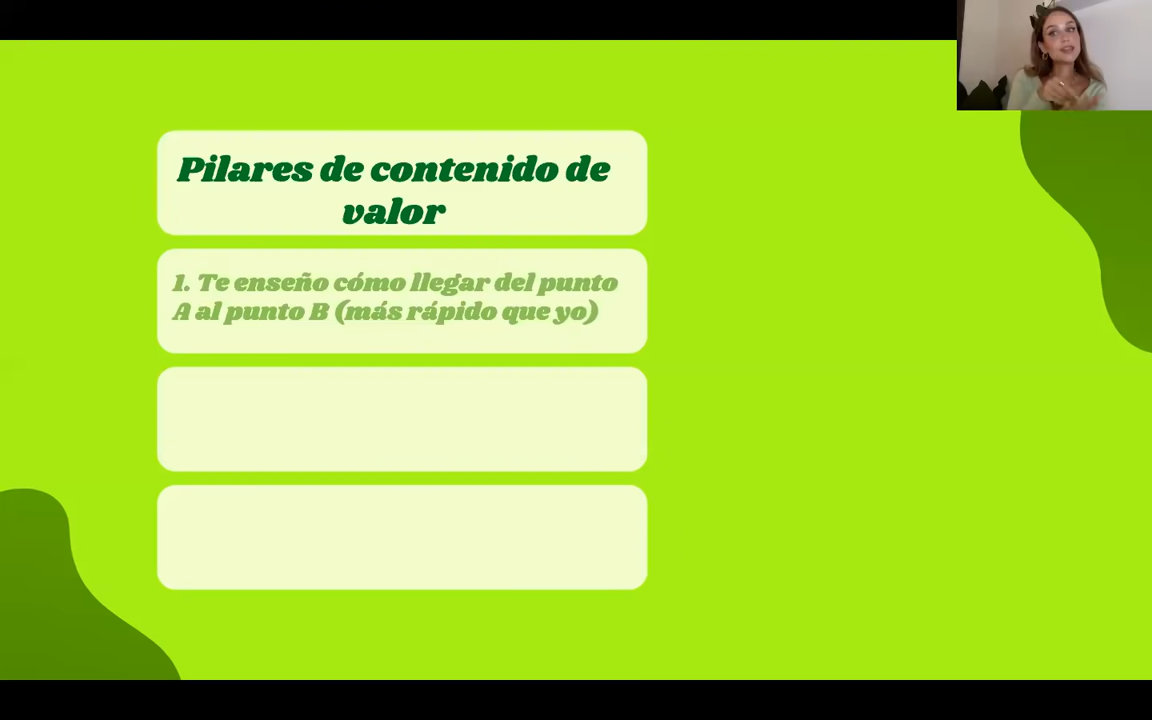 Pilares de contenido de
valor
1. Te enseño cómo llegar del punto
A al punto B (más rápido que yo)